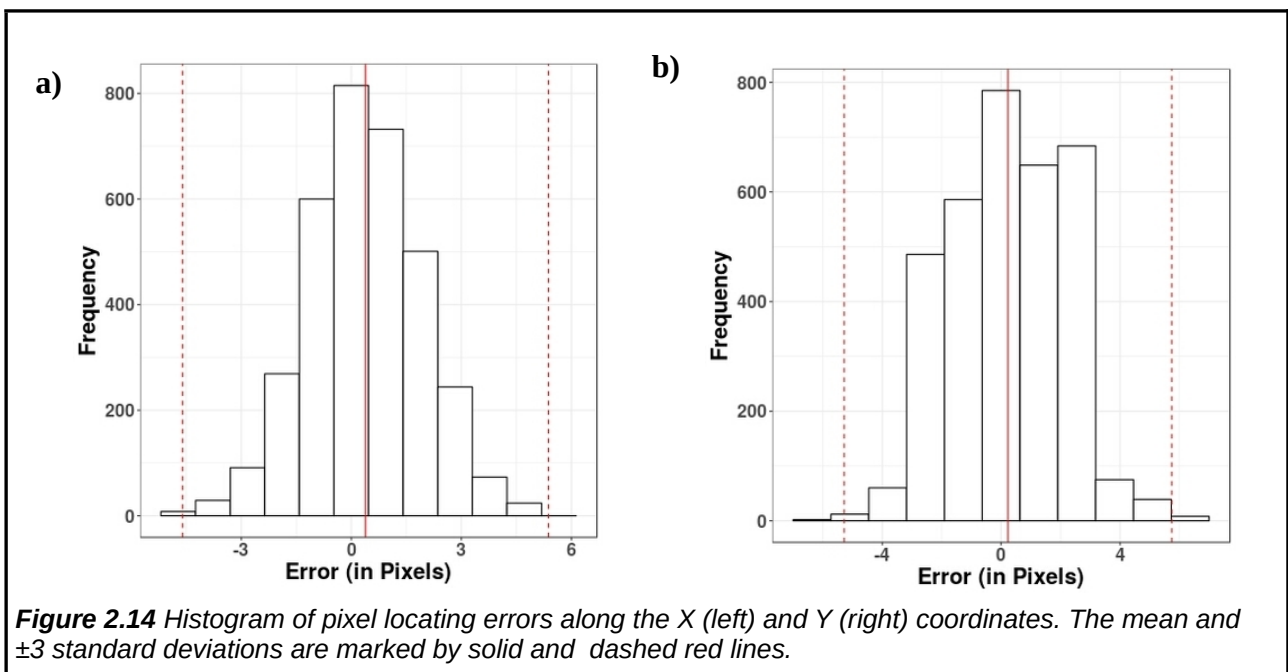 a)
800
600
400
200
0
Frequency
-3
0
3
6
Error (in Pixels)
b)
800
600
400
200
0
Frequency
-4
0
4
Error (in Pixels)
Figure 2.14 Histogram of pixel locating errors along the X (left) and Y (right) coordinates. The mean and
±3 standard deviations are marked by solid and dashed red lines.